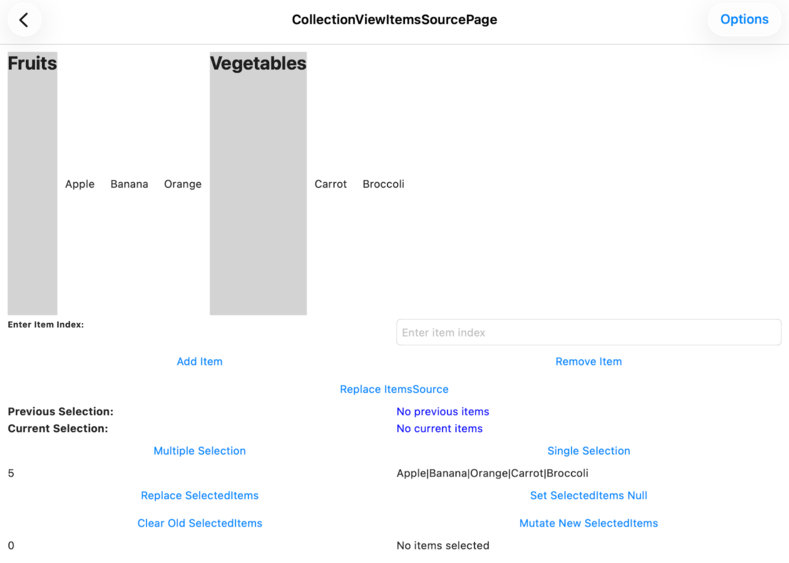 CollectionViewItemsSourcePage
Options
Fruits
Vegetables
Apple Banana Orange Carrot Broccoli
Enter Item Index:
Enter item index
Add Item
Remove Item
Replace ItemsSource
Previous Selection:
No previous items
Current Selection:
No current items
Multiple Selection
Single Selection
5
Apple|Banana|Orange|Carrot|Broccoli
Replace SelectedItems
Set SelectedItems Null
Clear Old SelectedItems
Mutate New SelectedItems
0
No items selected